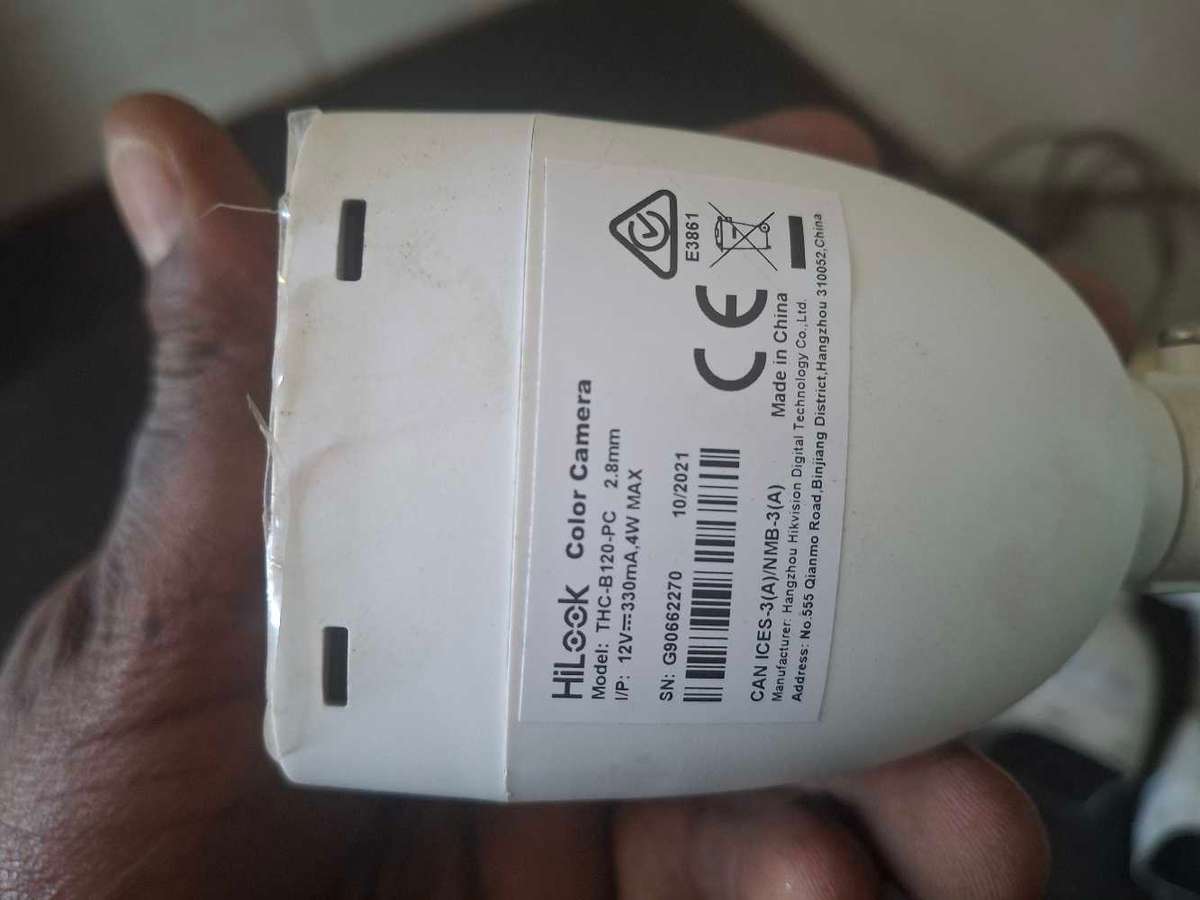 HiLook Color Camera
Model: THC-B120-PC 2.8mm
I/P: 12V⎓330mA,4W MAX
SN: G90662270 10/2021
E3861
CE
CAN ICES-3(A)/NMB-3(A) Made in China
Manufacturer: Hangzhou Hikvision Digital Technology Co.,Ltd.
Address: No.555 Qianmo Road,Binjiang District,Hangzhou 310052,China